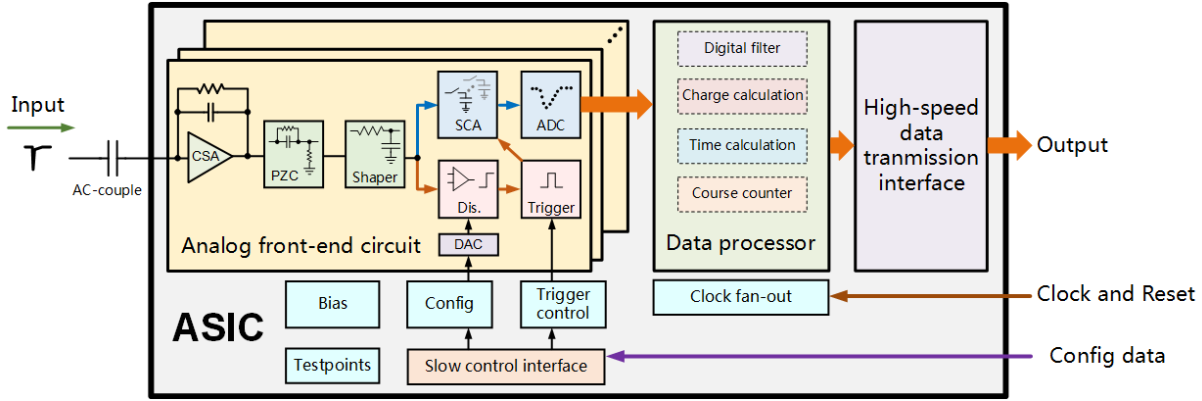 Input
AC-couple
CSA
PZC
Shaper
SCA
ADC
Dis.
Trigger
DAC
Analog front-end circuit
Digital filter
Charge calculation
Time calculation
Course counter
Data processor
High-speed
data
tranmission
interface
Output
Bias
Config
Trigger
control
Clock fan-out
Clock and Reset
ASIC
Testpoints
Slow control interface
Config data